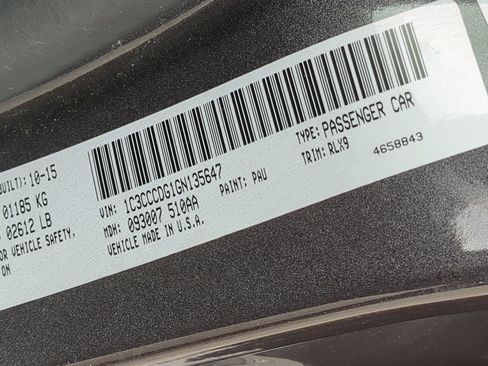 BUILT): 10-15
01185 KG
02612 LB
OR VEHICLE SAFETY,
ON
VIN: 1C3CCCDG1GN135647
MDH: 093007 510AA
VEHICLE MADE IN U.S.A.
PAINT: PAU
TYPE: PASSENGER CAR
TRIM: RLX9
4658843